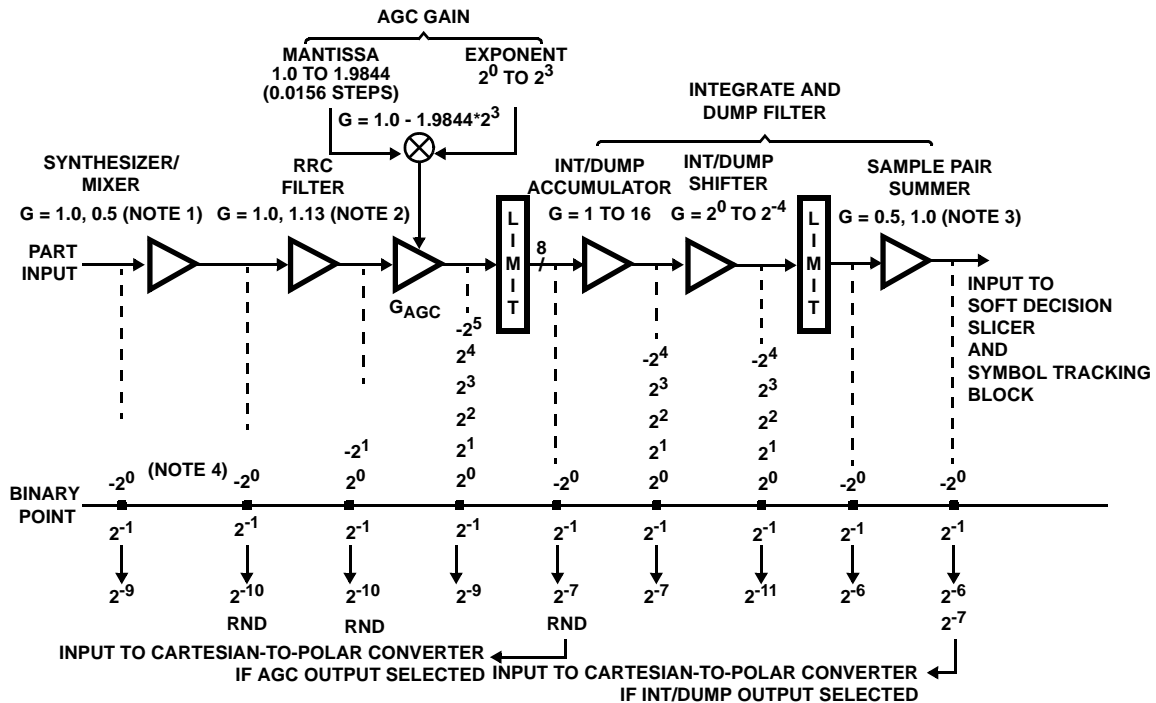 AGC GAIN
MANTISSA
1.0 TO 1.9844
(0.0156 STEPS)
EXPONENT
2^0 TO 2^3
G = 1.0 - 1.9844*2^3
INTEGRATE AND
DUMP FILTER
SYNTHESIZER/
MIXER
G = 1.0, 0.5 (NOTE 1)
RRC
FILTER
G = 1.0, 1.13 (NOTE 2)
INT/DUMP
ACCUMULATOR
G = 1 TO 16
INT/DUMP
SHIFTER
G = 2^0 TO 2^-4
SAMPLE PAIR
SUMMER
G = 0.5, 1.0 (NOTE 3)
PART
INPUT
G_AGC
LIMIT
8
/
LIMIT
INPUT TO
SOFT DECISION
SLICER
AND
SYMBOL TRACKING
BLOCK
-2^5
2^4 -2^4 -2^4
2^3 2^3 2^3
2^2 2^2 2^2
-2^1 2^1 2^1 2^1
-2^0 (NOTE 4) -2^0 2^0 2^0 -2^0 2^0 2^0 -2^0 -2^0
BINARY
POINT
2^-1 2^-1 2^-1 2^-1 2^-1 2^-1 2^-1 2^-1 2^-1
2^-9 2^-10 2^-10 2^-9 2^-7 2^-7 2^-11 2^-6 2^-6
RND RND RND 2^-7
INPUT TO CARTESIAN-TO-POLAR CONVERTER
IF AGC OUTPUT SELECTED
INPUT TO CARTESIAN-TO-POLAR CONVERTER
IF INT/DUMP OUTPUT SELECTED